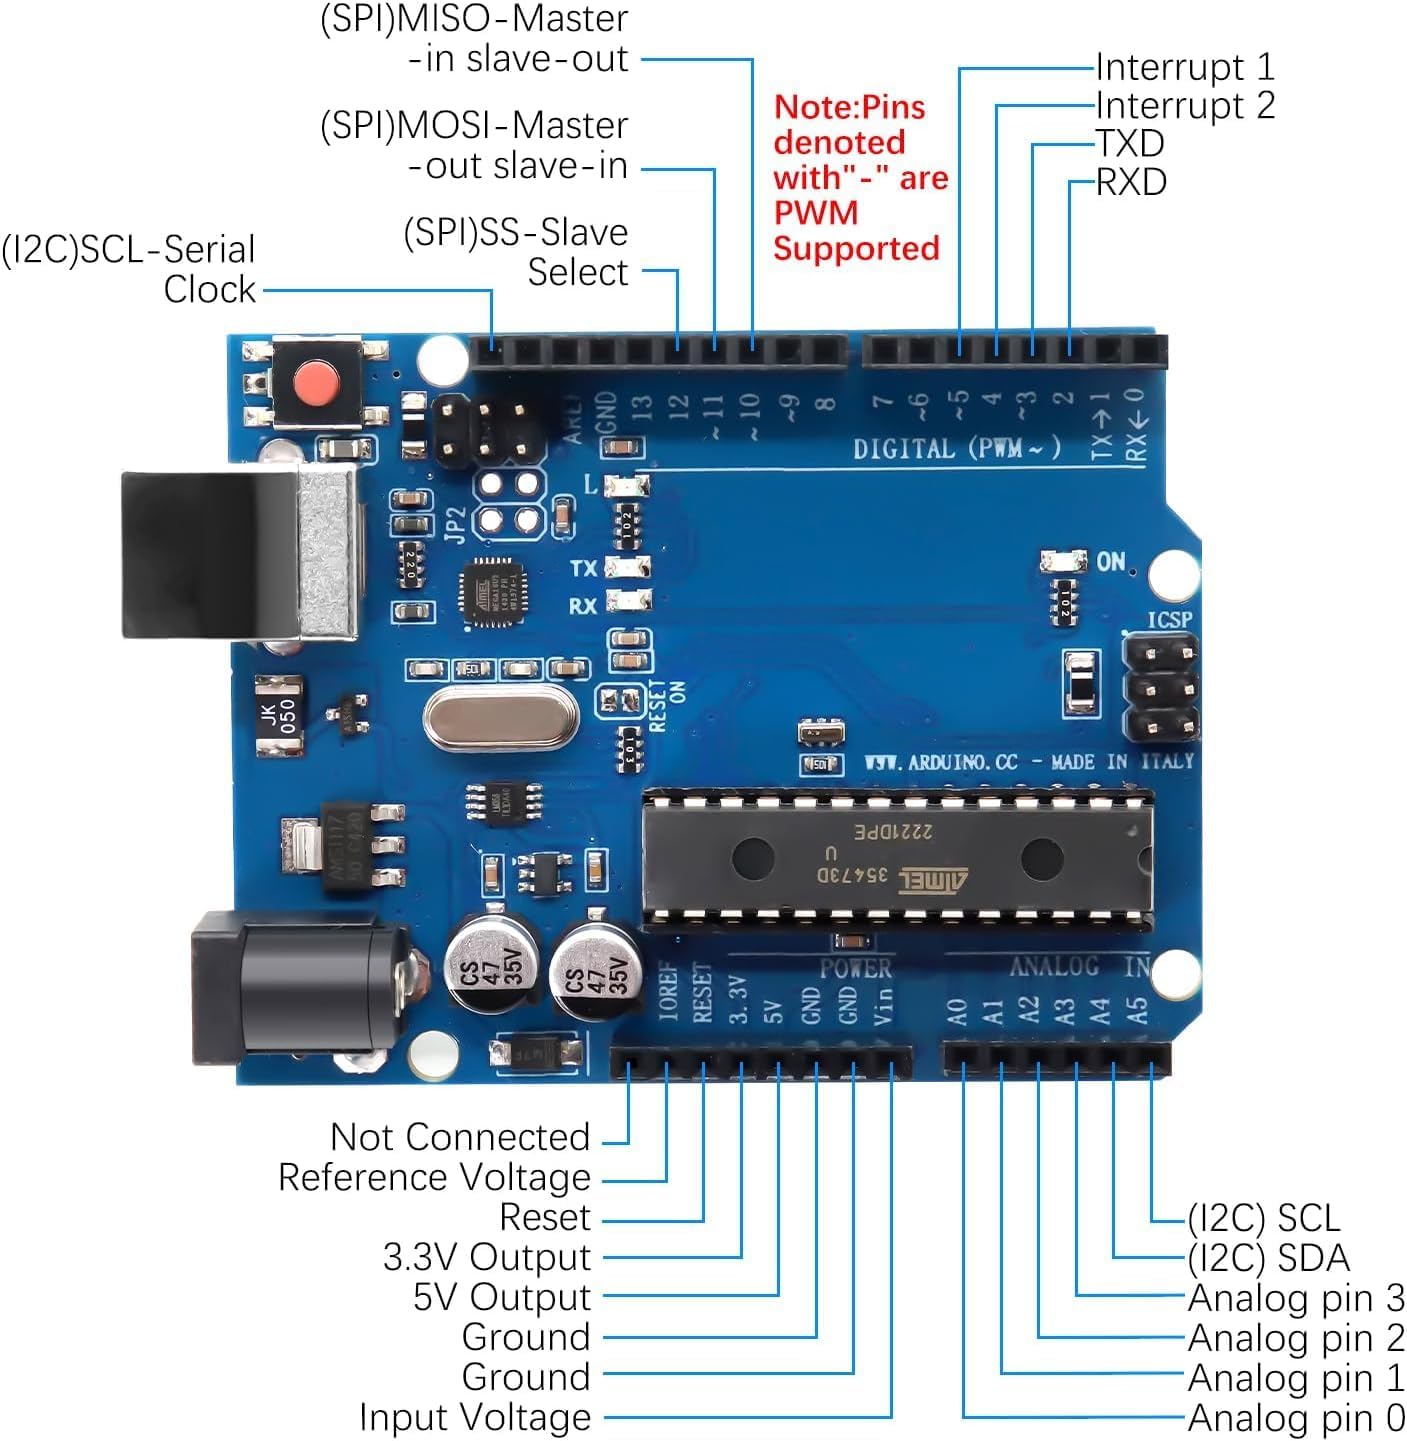 (SPI)MISO-Master
-in slave-out
(SPI)MOSI-Master
-out slave-in
(SPI)SS-Slave
Select
(I2C)SCL-Serial
Clock
Note:Pins
denoted
with"-" are
PWM
Supported
Interrupt 1
Interrupt 2
TXD
RXD
GND
13
12
~11
~10
~9
8
7
~6
~5
4
~3
2
TX→1
RX←0
DIGITAL (PWM~)
L
102
JP2
220
TX
RX
ATMEL
ON
102
ICSP
RESET
ON
103
JK
050
WWW.ARDUINO.CC - MADE IN ITALY
AMS1117
2221DPE
U
35473D
ATMEL
CS
47
35V
CS
47
35V
M7
POWER
ANALOG IN
IOREF
RESET
3.3V
5V
GND
GND
Vin
A0
A1
A2
A3
A4
A5
Not Connected
Reference Voltage
Reset
3.3V Output
5V Output
Ground
Ground
Input Voltage
(I2C) SCL
(I2C) SDA
Analog pin 3
Analog pin 2
Analog pin 1
Analog pin 0